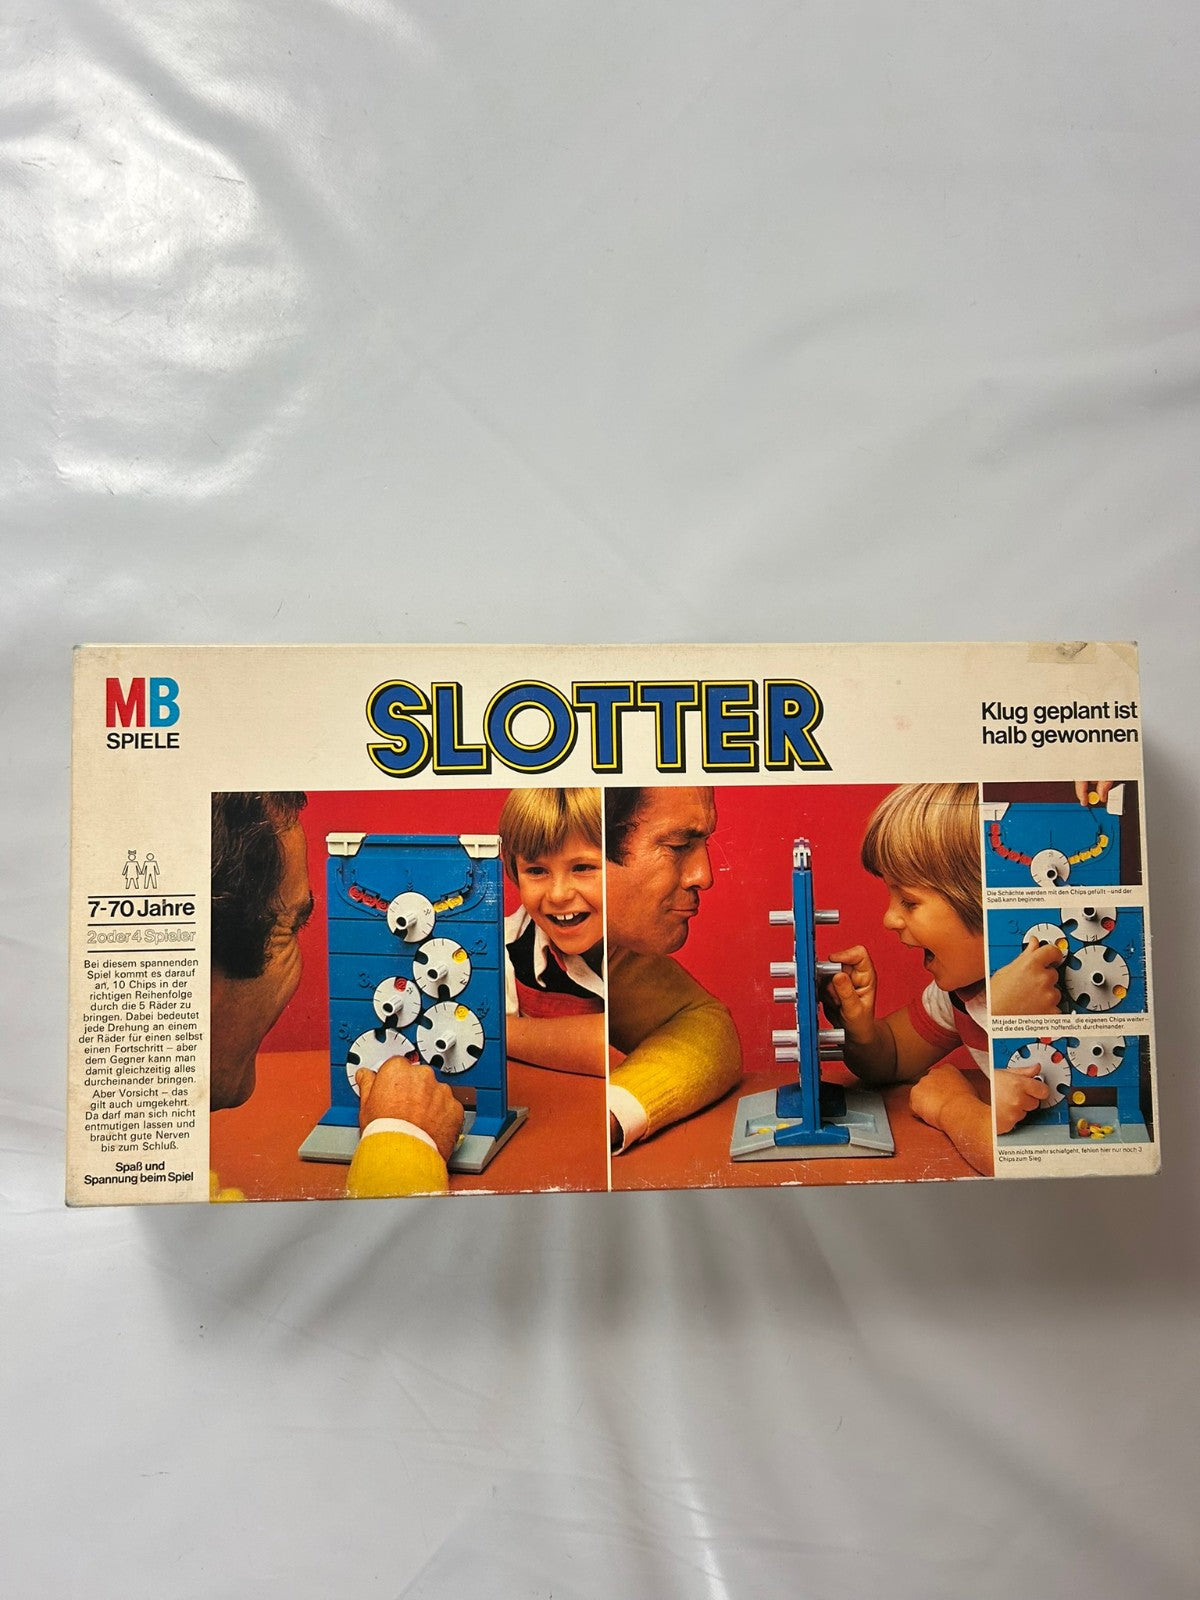 MB
SPIELE
SLOTTER
Klug geplant ist
halb gewonnen
7-70 Jahre
2 oder 4 Spieler
Bei diesem spannenden
Spiel kommt es darauf
an, 10 Chips in der
richtigen Reihenfolge
durch die 5 Räder zu
bringen. Dabei bedeutet
jede Drehung an einem
der Räder für einen selbst
einen Fortschritt – aber
dem Gegner kann man
damit gleichzeitig alles
durcheinander bringen.
Aber Vorsicht – das
gilt auch umgekehrt.
Da darf man sich nicht
entmutigen lassen und
braucht gute Nerven
bis zum Schluß.
Spaß und
Spannung beim Spiel
Die Schächte werden mit den Chips gefüllt – und der
Spaß kann beginnen.
Mit jeder Drehung bringt ma die eigenen Chips weiter –
und die des Gegners hoffentlich durcheinander.
Wenn nichts mehr schiefgeht, fehlen hier nur noch 3
Chips zum Sieg.